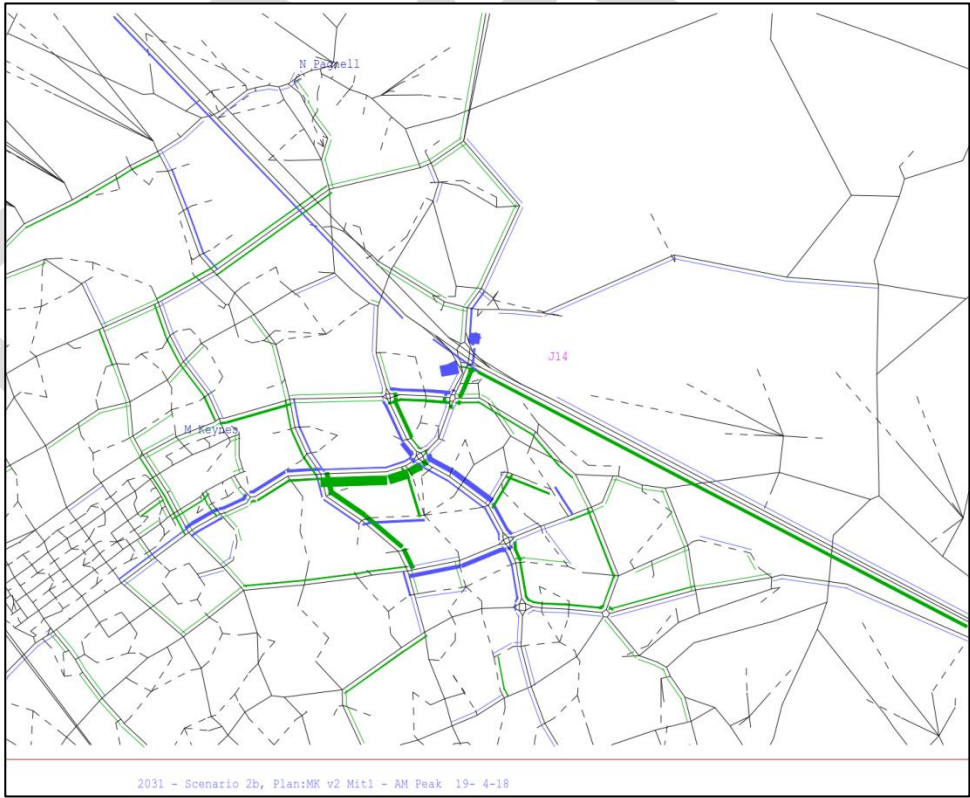 N Pagnell
J14
M Keynes
2031 - Scenario 2b, Plan:MK v2 Mit1 - AM Peak 19- 4-18